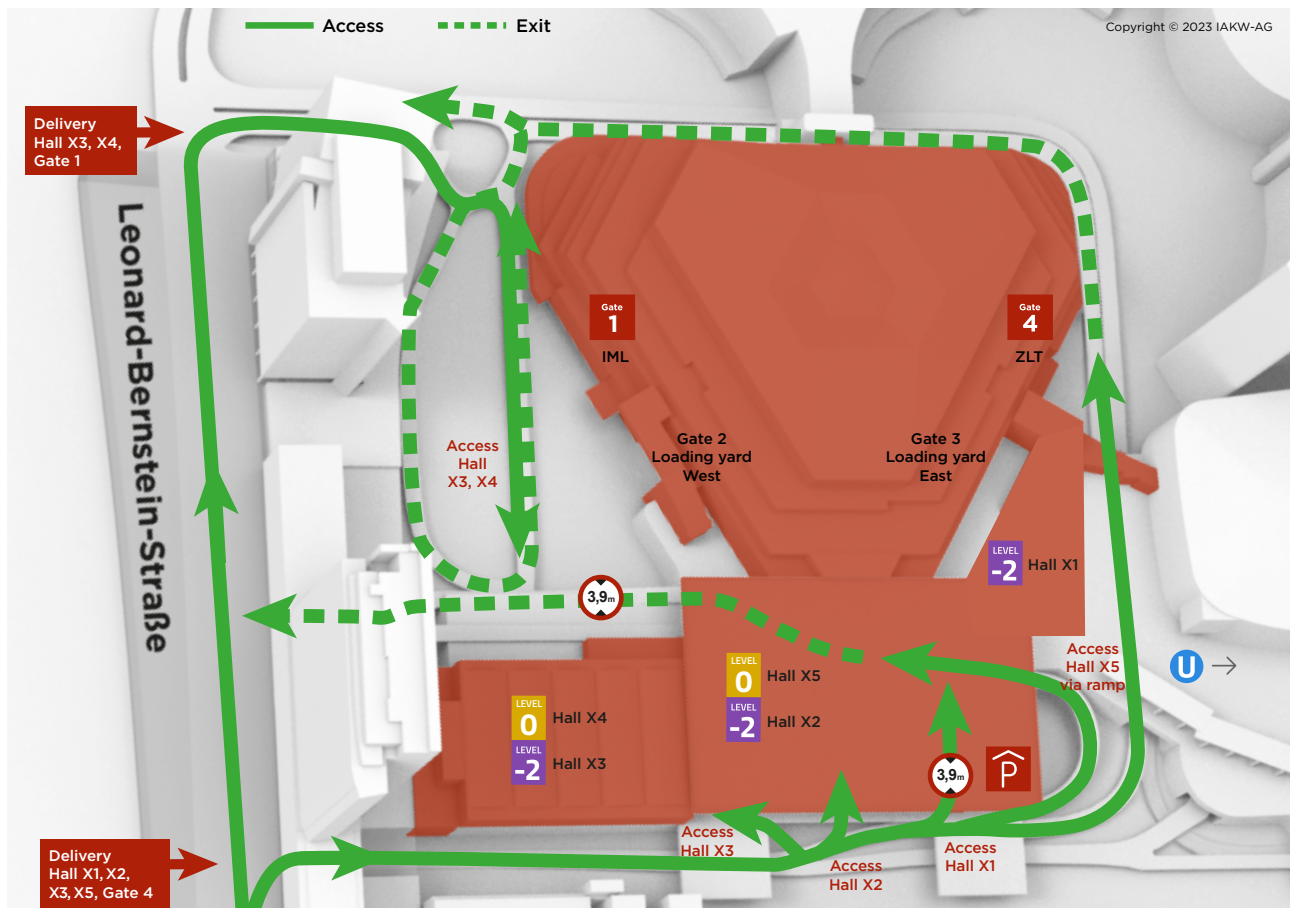 Access
Exit
Copyright © 2023 IAKW-AG
Delivery
Hall X3, X4,
Gate 1
Leonard-Bernstein-Straße
Gate
1
IML
Gate
4
ZLT
Access
Hall
X3, X4
Gate 2
Loading yard
West
Gate 3
Loading yard
East
LEVEL
-2
Hall X1
3,9m
Access
Hall X5
via ramp
U
LEVEL
0
Hall X5
LEVEL
-2
Hall X2
LEVEL
0
Hall X4
LEVEL
-2
Hall X3
3,9m
P
Access
Hall X3
Access
Hall X2
Access
Hall X1
Delivery
Hall X1, X2,
X3, X5, Gate 4